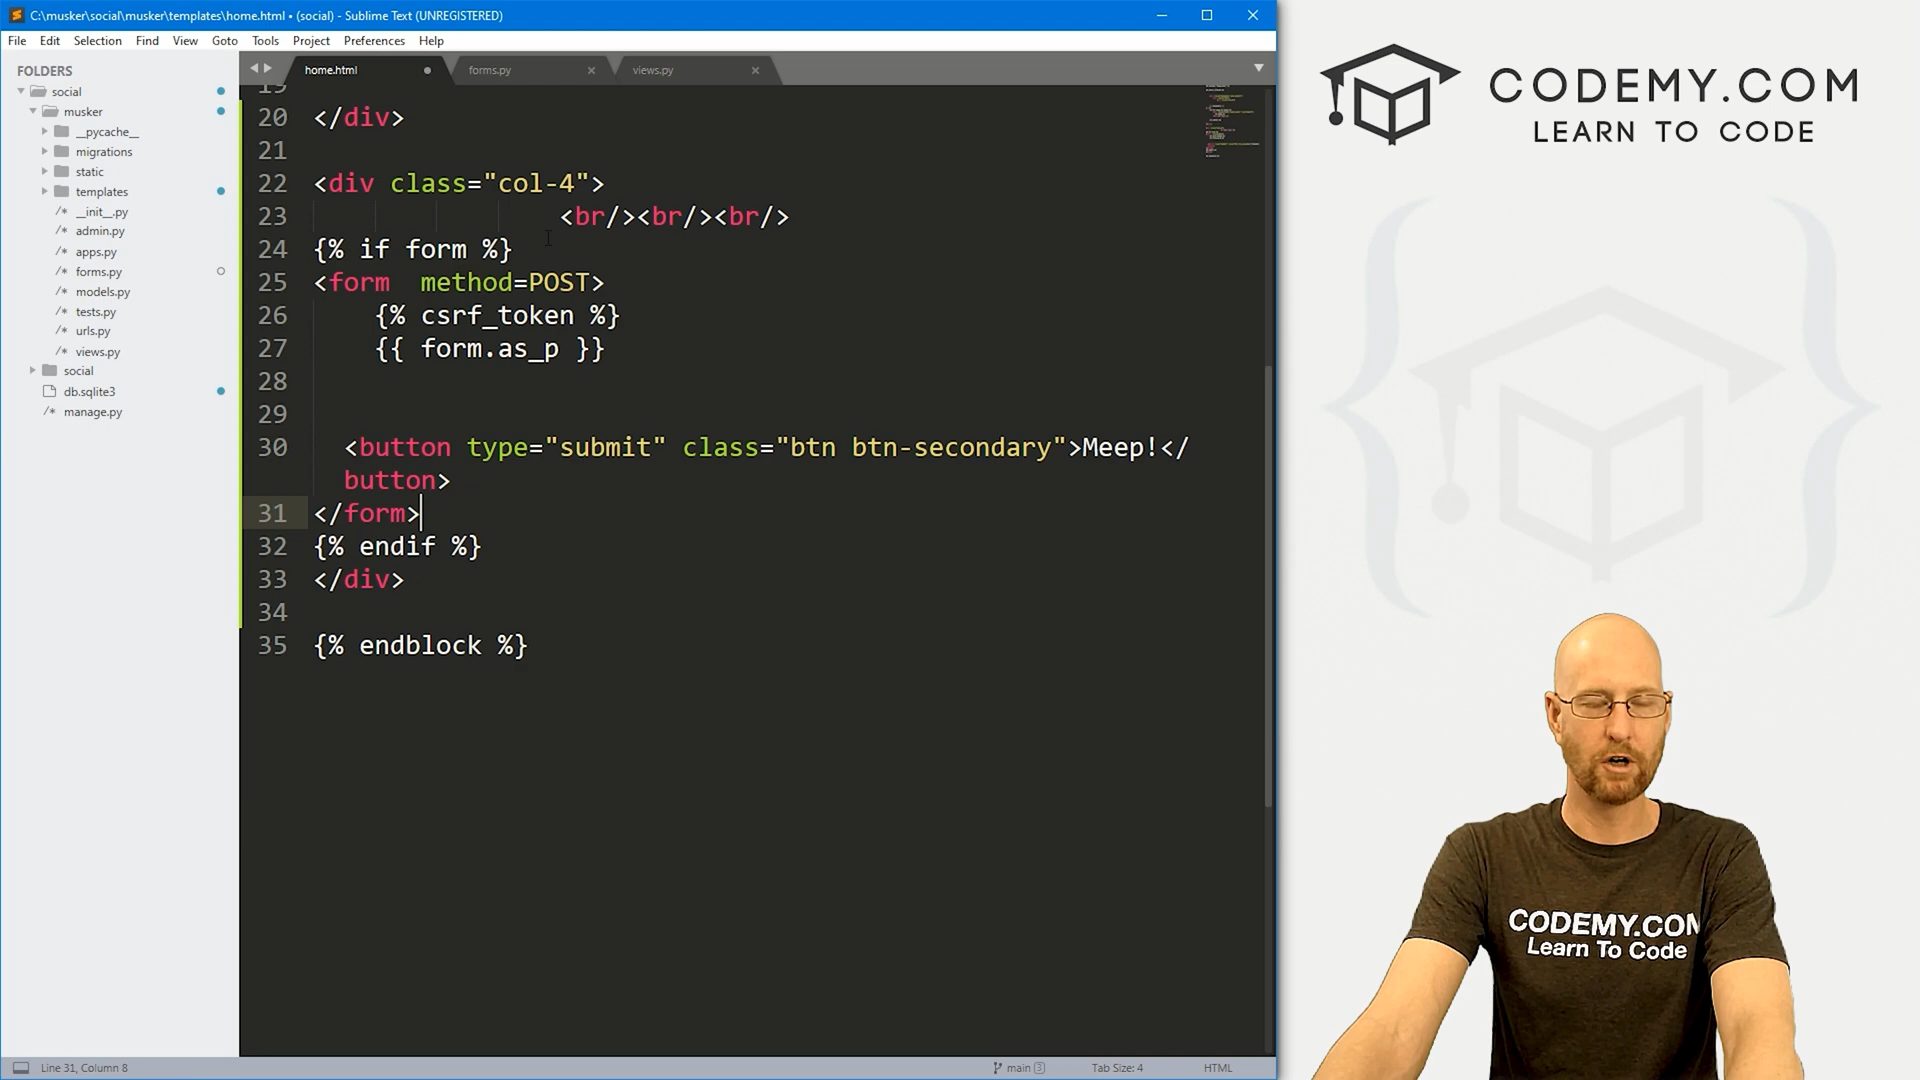 C:\musker\social\musker\templates\home.html • (social) - Sublime Text (UNREGISTERED)
File Edit Selection Find View Goto Tools Project Preferences Help
FOLDERS
social
musker
__pycache__
migrations
static
templates
/* __init__.py
/* admin.py
/* apps.py
/* forms.py
/* models.py
/* tests.py
/* urls.py
/* views.py
social
db.sqlite3
/* manage.py
home.html forms.py views.py
19
20 </div>
21
22 <div class="col-4">
23 <br/><br/><br/>
24 {% if form %}
25 <form  method=POST>
26 {% csrf_token %}
27 {{ form.as_p }}
28
29
30 <button type="submit" class="btn btn-secondary">Meep!</
button>
31 </form>
32 {% endif %}
33 </div>
34
35 {% endblock %}
Line 31, Column 8
main 3
Tab Size: 4
HTML
CODEMY.COM
LEARN TO CODE
CODEMY.COM
Learn To Code